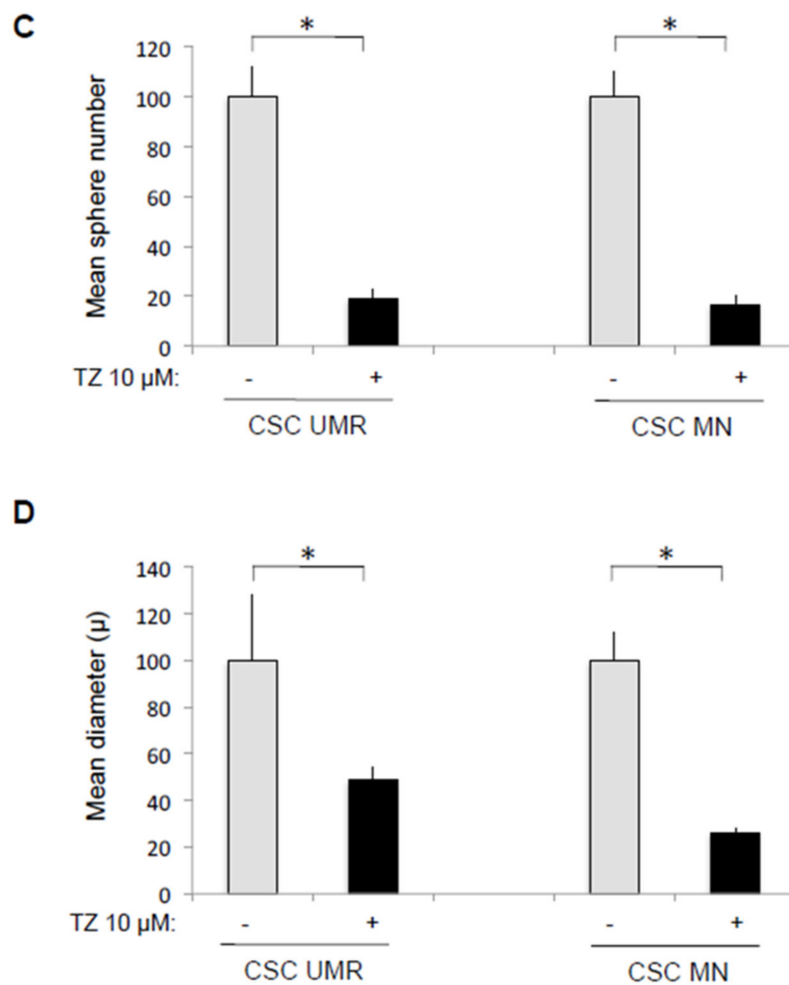 C
* *
120
100
80
60
40
20
0
Mean sphere number
TZ 10 µM: - + - +
CSC UMR CSC MN
D
* *
140
120
100
80
60
40
20
0
Mean diameter (µ)
TZ 10 µM: - + - +
CSC UMR CSC MN